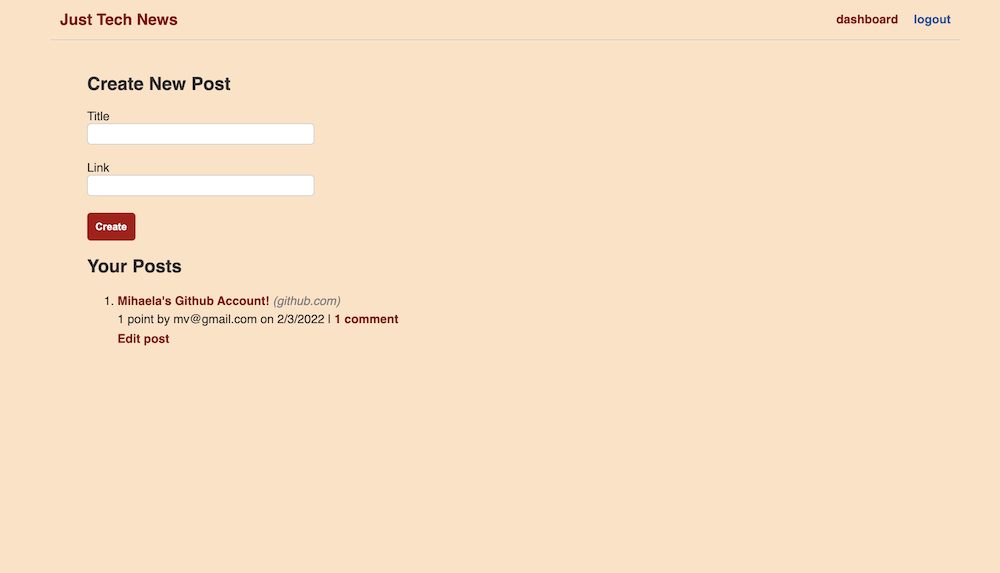 Just Tech News
dashboard logout
Create New Post
Title
Link
Create
Your Posts
1. Mihaela's Github Account! (github.com)
1 point by mv@gmail.com on 2/3/2022 | 1 comment
Edit post